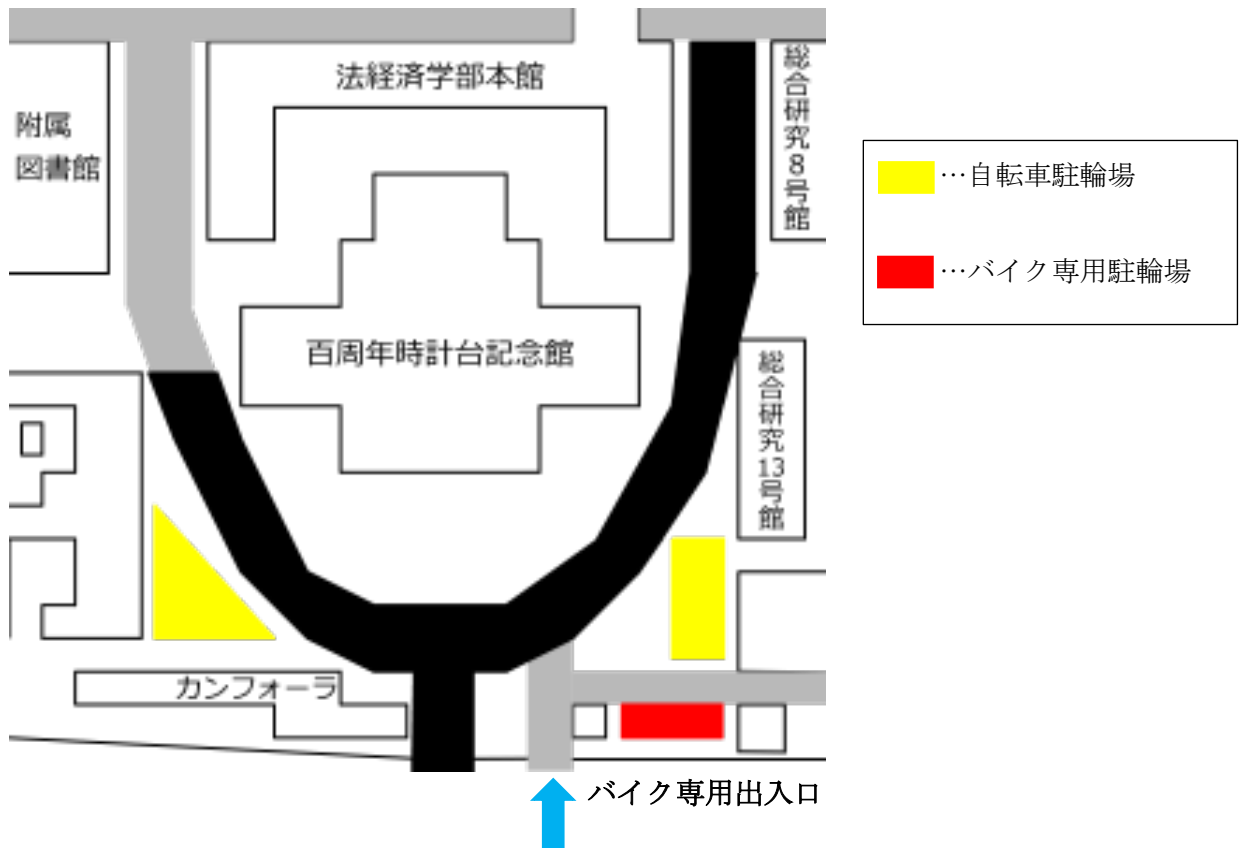 法経済学部本館
附属
図書館
総合研究8号館
…自転車駐輪場
…バイク専用駐輪場
百周年時計台記念館
総合研究13号館
カンフォーラ
バイク専用出入口